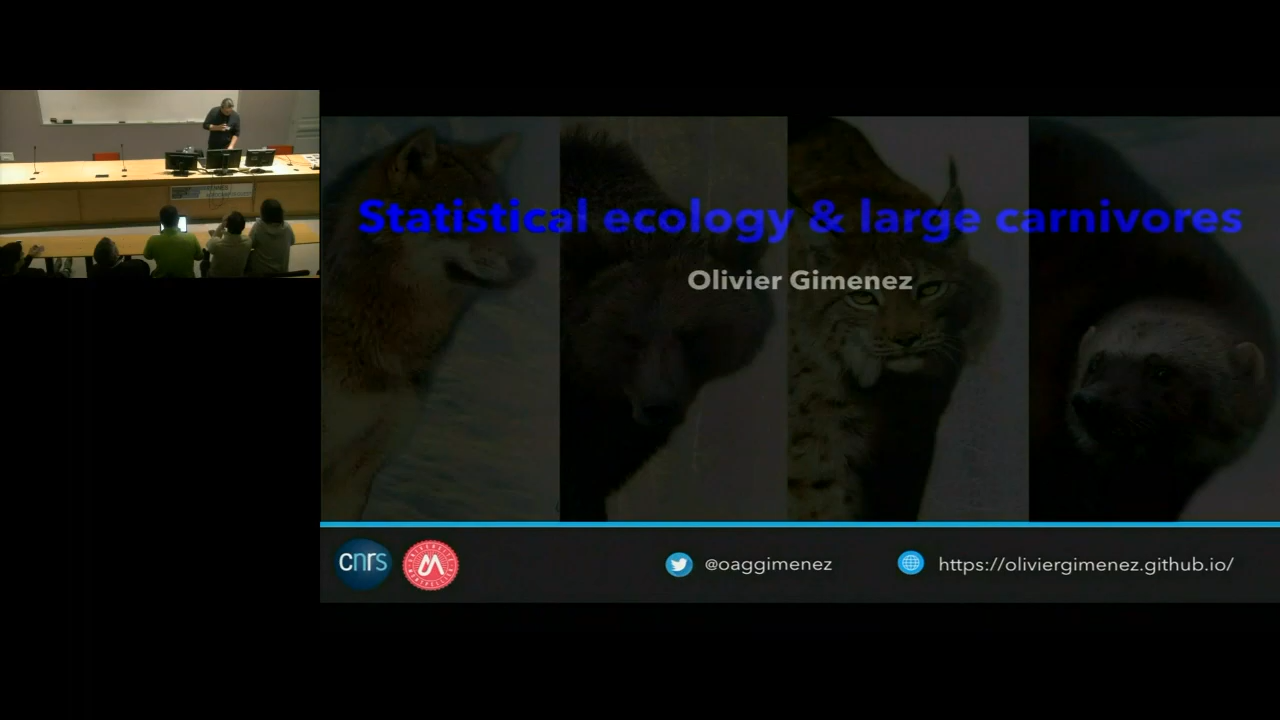 Statistical ecology & large carnivores
Olivier Gimenez
cnrs
@oaggimenez
https://oliviergimenez.github.io/